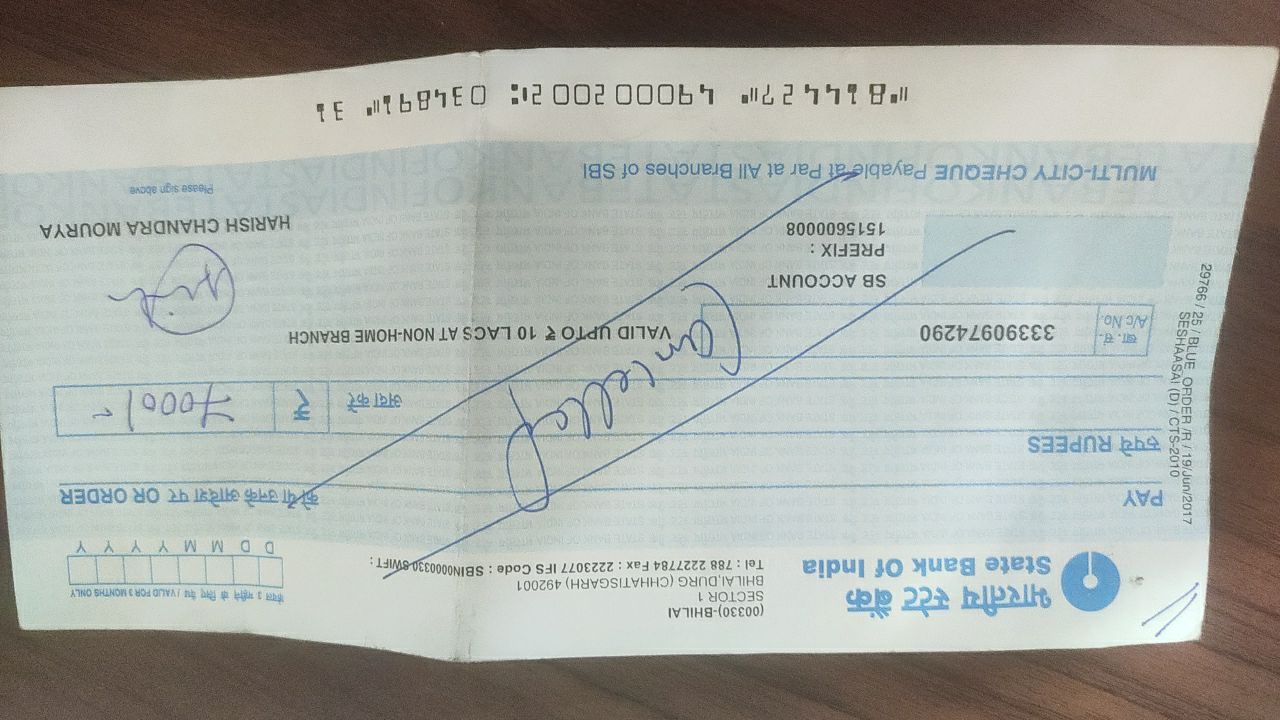 भारतीय स्टेट बैंक
State Bank Of India
(00330)-BHILAI
SECTOR 1
BHILAI,DURG (CHHATISGARH) 492001
Tel : 788 2227784 Fax : 2223077 IFS Code : SBIN0000330 SWIFT :
केवल 3 महीने के लिए वैध / VALID FOR 3 MONTHS ONLY
D D M M Y Y Y Y
PAY
को या उनके आदेश पर OR ORDER
रुपये RUPEES
अदा करें ₹ 7000/-
Cancelled
खा. सं.
A/c No.
33390974290
VALID UPTO ₹ 10 LACS AT NON-HOME BRANCH
SB ACCOUNT
PREFIX :
1515600008
HARISH CHANDRA MOURYA
Please sign above
MULTI-CITY CHEQUE Payable at Par at All Branches of SBI
29766 / 25 / BLUE_ORDER /R / 19/Jun/2017
SESHAASAI (D) / CTS-2010
⑈814427⑈ 490002002⑆ 034891⑈ 31